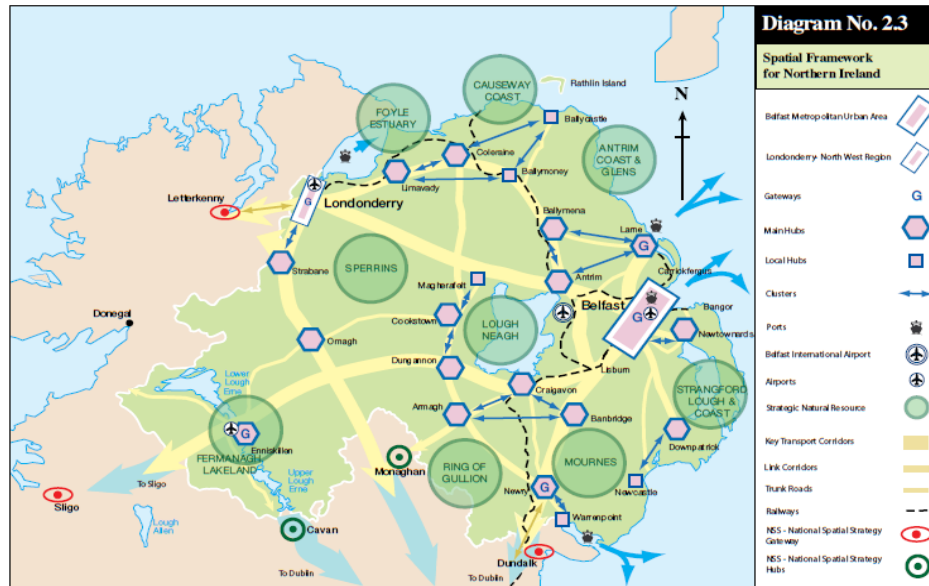 Diagram No. 2.3
Spatial Framework
for Northern Ireland
N
Belfast Metropolitan Urban Area
Londonderry- North West Region
Gateways
G
Main Hubs
Local Hubs
Clusters
Ports
Belfast International Airport
Airports
Strategic Natural Resource
Key Transport Corridors
Link Corridors
Trunk Roads
Railways
NSS - National Spatial Strategy
Gateway
NSS - National Spatial Strategy
Hubs
CAUSEWAY
COAST
Rathlin Island
FOYLE
ESTUARY
Ballycastle
Coleraine
ANTRIM
COAST &
GLENS
Limavady
Ballymoney
Letterkenny
G
Londonderry
Ballymena
Larne
G
Strabane
SPERRINS
Carrickfergus
Antrim
Magherafelt
Belfast
Bangor
G
Donegal
Cookstown
LOUGH
NEAGH
Newtownards
Omagh
Dungannon
Lisburn
Lower
Lough
Erne
Craigavon
STRANGFORD
LOUGH &
COAST
Armagh
Banbridge
G
Enniskillen
FERMANAGH
LAKELAND
Downpatrick
Monaghan
RING OF
GULLION
MOURNES
Upper
Lough
Erne
To Sligo
Newry
G
Newcastle
Sligo
Warrenpoint
Lough
Allen
Cavan
Dundalk
To Dublin
To Dublin